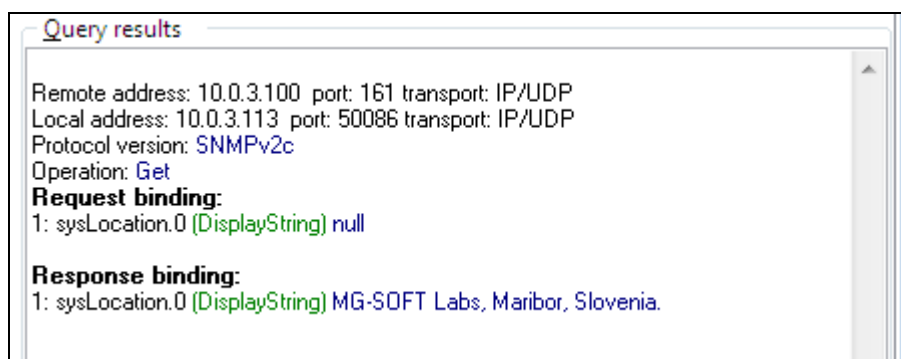 Query results
Remote address: 10.0.3.100 port: 161 transport: IP/UDP
Local address: 10.0.3.113 port: 50086 transport: IP/UDP
Protocol version: SNMPv2c
Operation: Get
Request binding:
1: sysLocation.0 (DisplayString) null
Response binding:
1: sysLocation.0 (DisplayString) MG-SOFT Labs, Maribor, Slovenia.